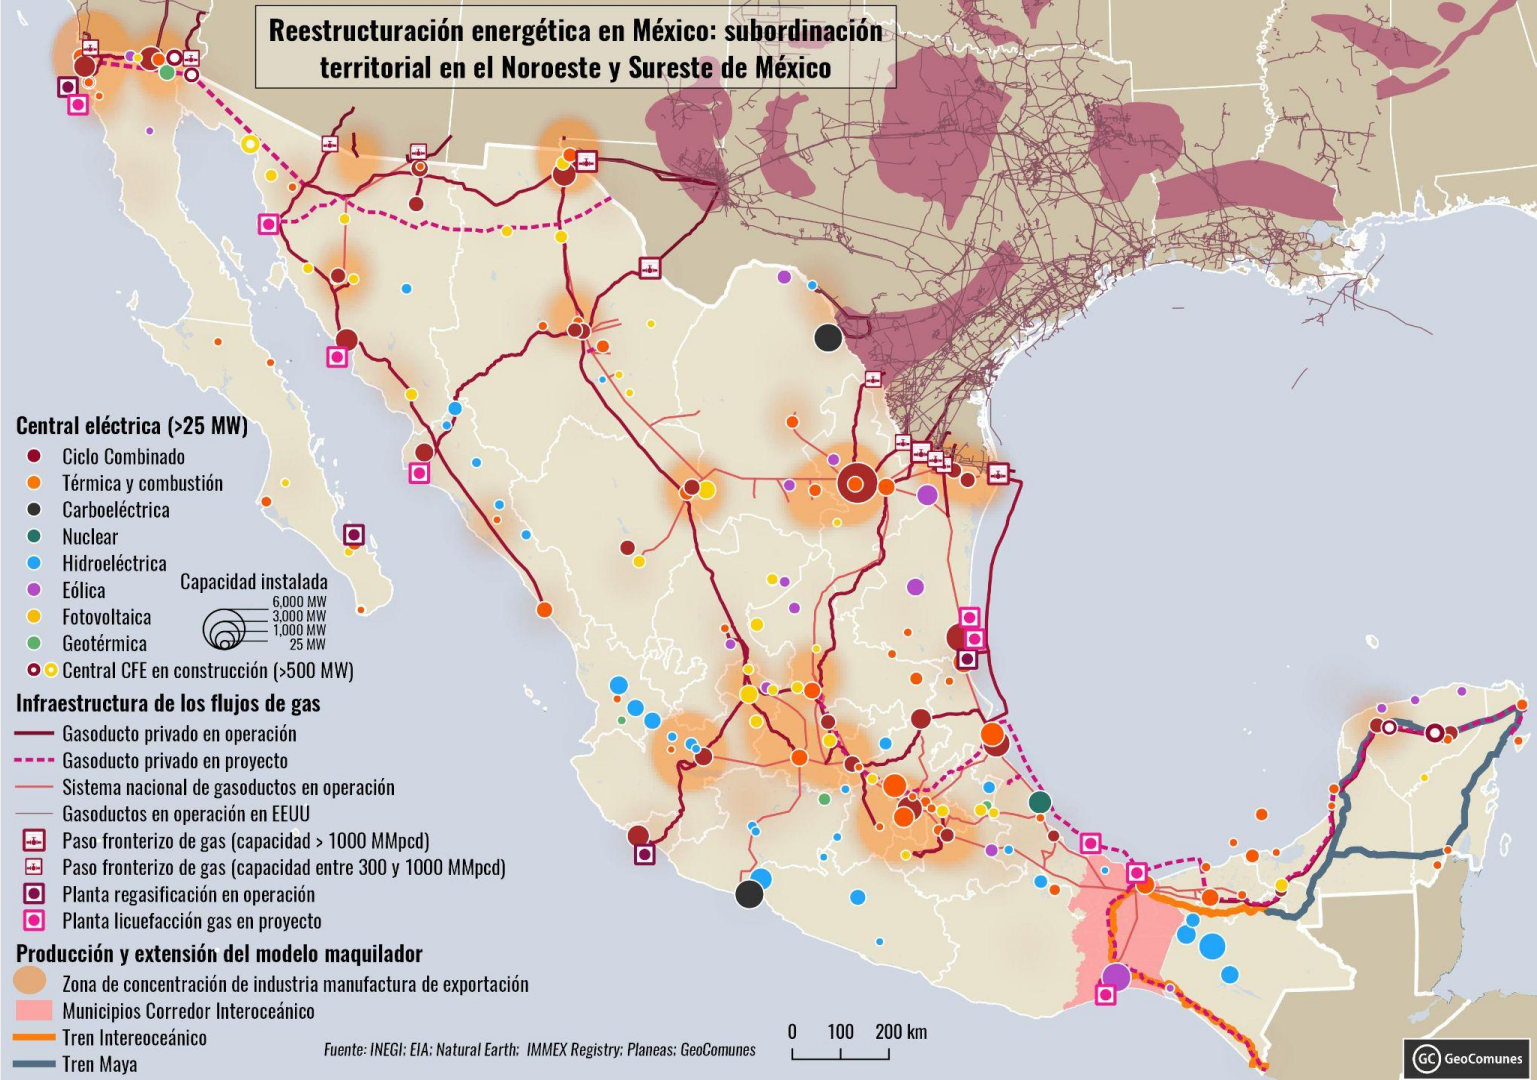 Reestructuración energética en México: subordinación
territorial en el Noroeste y Sureste de México
Central eléctrica (>25 MW)
Ciclo Combinado
Térmica y combustión
Carboeléctrica
Nuclear
Hidroeléctrica
Eólica
Fotovoltaica
Geotérmica
Central CFE en construcción (>500 MW)
Capacidad instalada
6,000 MW
3,000 MW
1,000 MW
25 MW
Infraestructura de los flujos de gas
Gasoducto privado en operación
Gasoducto privado en proyecto
Sistema nacional de gasoductos en operación
Gasoductos en operación en EEUU
Paso fronterizo de gas (capacidad > 1000 MMpcd)
Paso fronterizo de gas (capacidad entre 300 y 1000 MMpcd)
Planta regasificación en operación
Planta licuefacción gas en proyecto
Producción y extensión del modelo maquilador
Zona de concentración de industria manufactura de exportación
Municipios Corredor Interoceánico
Tren Intereoceánico
Tren Maya
Fuente: INEGI; EIA; Natural Earth; IMMEX Registry; Planeas; GeoComunes
0 100 200 km
GC GeoComunes